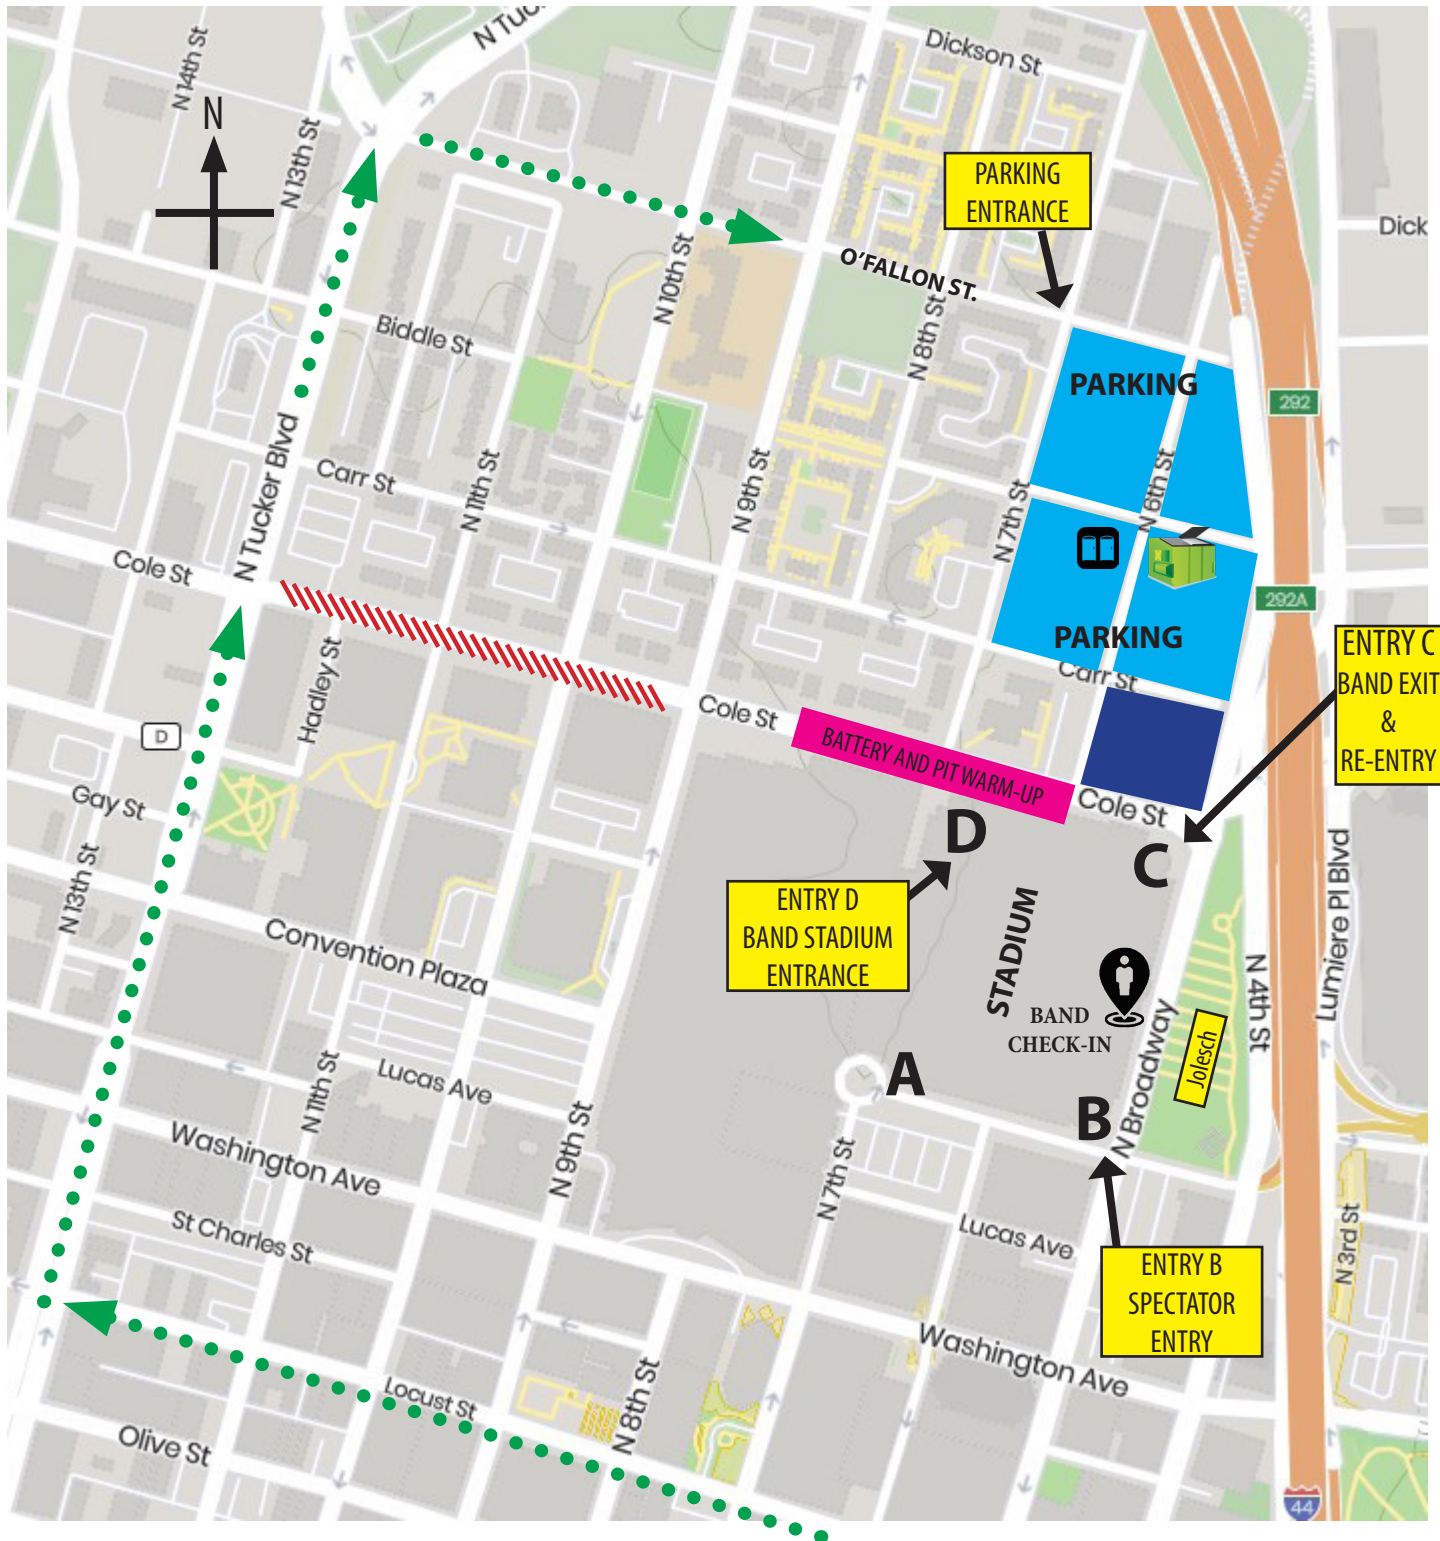 N Tuc
Dickson St
N 14th St
N
N 13th St
PARKING
ENTRANCE
Dick
O'FALLON ST.
N 10th St
Biddle St
N 8th St
PARKING
292
N Tucker Blvd
Carr St
N 11th St
N 9th St
N 7th St
N 6th St
Cole St
292A
PARKING
Carr St
ENTRY C
BAND EXIT
&
RE-ENTRY
Hadley St
D
Cole St
BATTERY AND PIT WARM-UP
Cole St
Gay St
D
C
N 13th St
ENTRY D
BAND STADIUM
ENTRANCE
STADIUM
Lumiere Pl Blvd
Convention Plaza
N 4th St
BAND
CHECK-IN
N Broadway
Jolesch
A
Lucas Ave
N 11th St
B
Washington Ave
N 9th St
N 7th St
St Charles St
Lucas Ave
N 3rd St
ENTRY B
SPECTATOR
ENTRY
Washington Ave
Locust St
N 8th St
Olive St
44